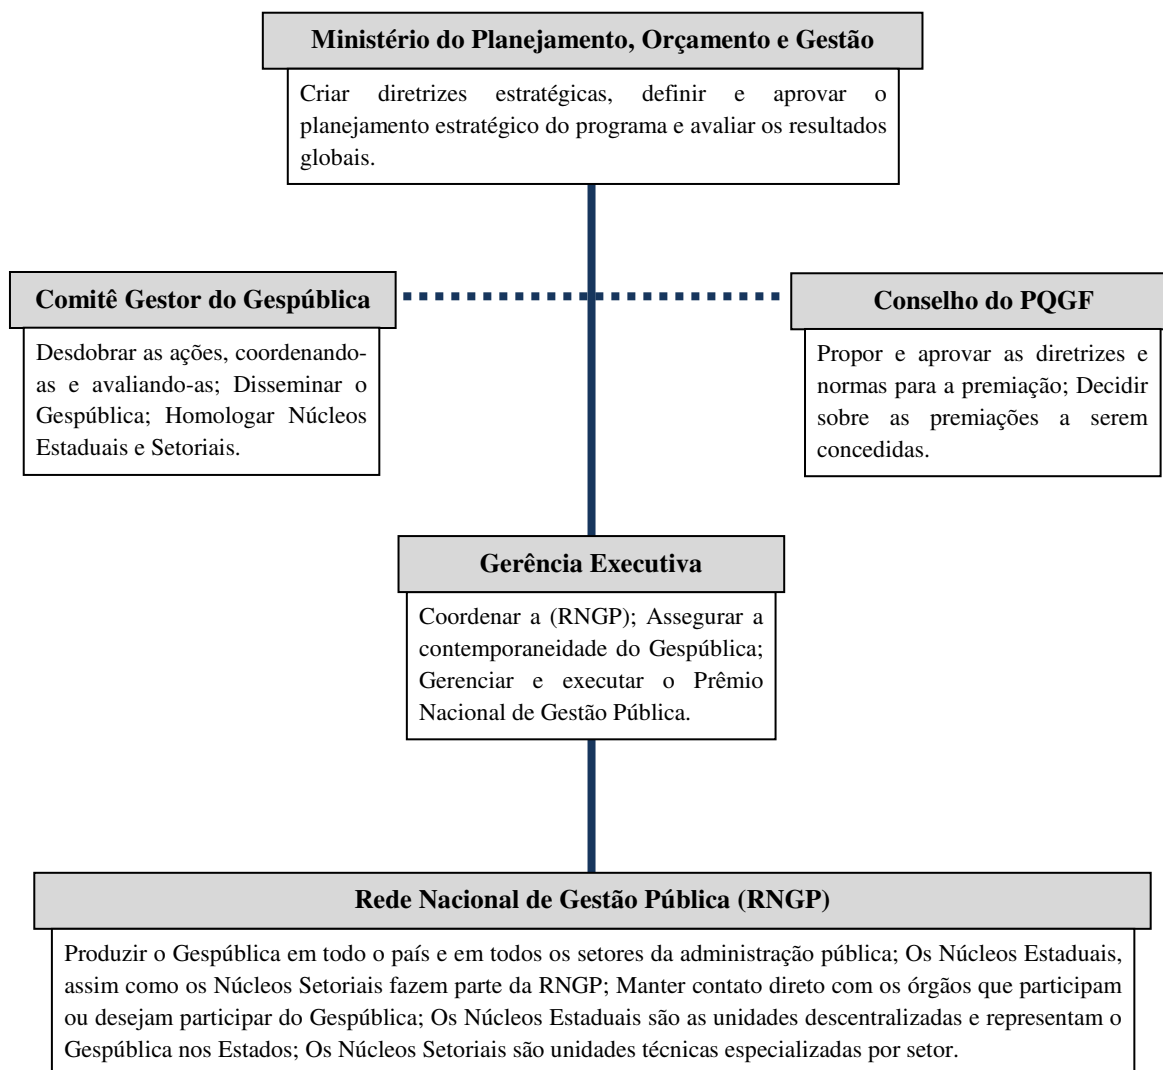 Ministério do Planejamento, Orçamento e Gestão
Criar diretrizes estratégicas, definir e aprovar o
planejamento estratégico do programa e avaliar os resultados
globais.
Comitê Gestor do Gespública
Desdobrar as ações, coordenando-
as e avaliando-as; Disseminar o
Gespública; Homologar Núcleos
Estaduais e Setoriais.
Conselho do PQGF
Propor e aprovar as diretrizes e
normas para a premiação; Decidir
sobre as premiações a serem
concedidas.
Gerência Executiva
Coordenar a (RNGP); Assegurar a
contemporaneidade do Gespública;
Gerenciar e executar o Prêmio
Nacional de Gestão Pública.
Rede Nacional de Gestão Pública (RNGP)
Produzir o Gespública em todo o país e em todos os setores da administração pública; Os Núcleos Estaduais,
assim como os Núcleos Setoriais fazem parte da RNGP; Manter contato direto com os órgãos que participam
ou desejam participar do Gespública; Os Núcleos Estaduais são as unidades descentralizadas e representam o
Gespública nos Estados; Os Núcleos Setoriais são unidades técnicas especializadas por setor.